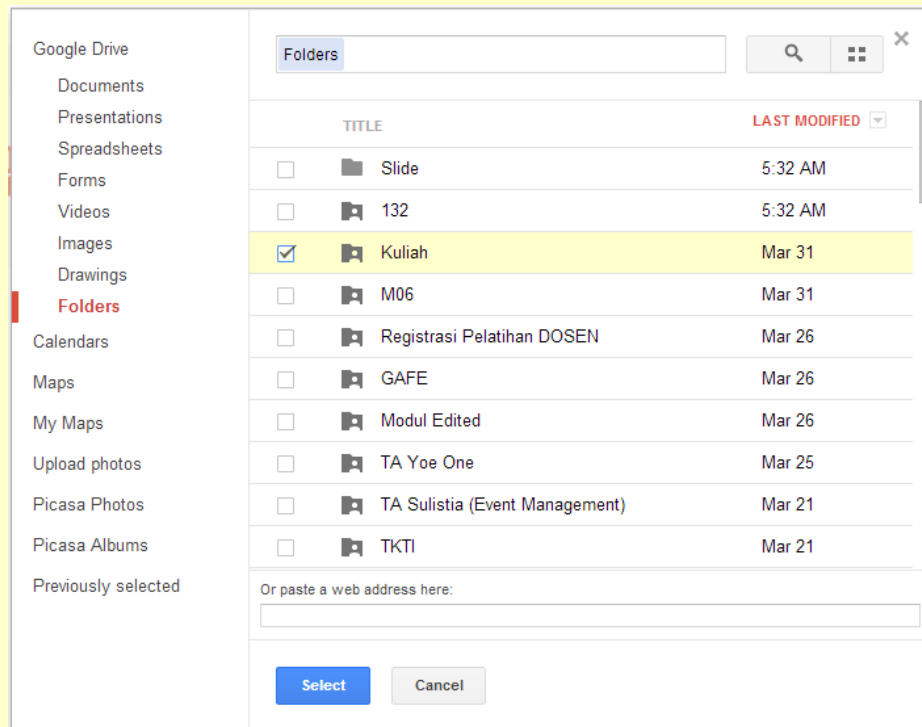 Google Drive
Documents
Presentations
Spreadsheets
Forms
Videos
Images
Drawings
Folders
Calendars
Maps
My Maps
Upload photos
Picasa Photos
Picasa Albums
Previously selected
Folders
TITLE LAST MODIFIED
Slide 5:32 AM
132 5:32 AM
Kuliah Mar 31
M06 Mar 31
Registrasi Pelatihan DOSEN Mar 26
GAFE Mar 26
Modul Edited Mar 26
TA Yoe One Mar 25
TA Sulistia (Event Management) Mar 21
TKTI Mar 21
Or paste a web address here:
Select Cancel